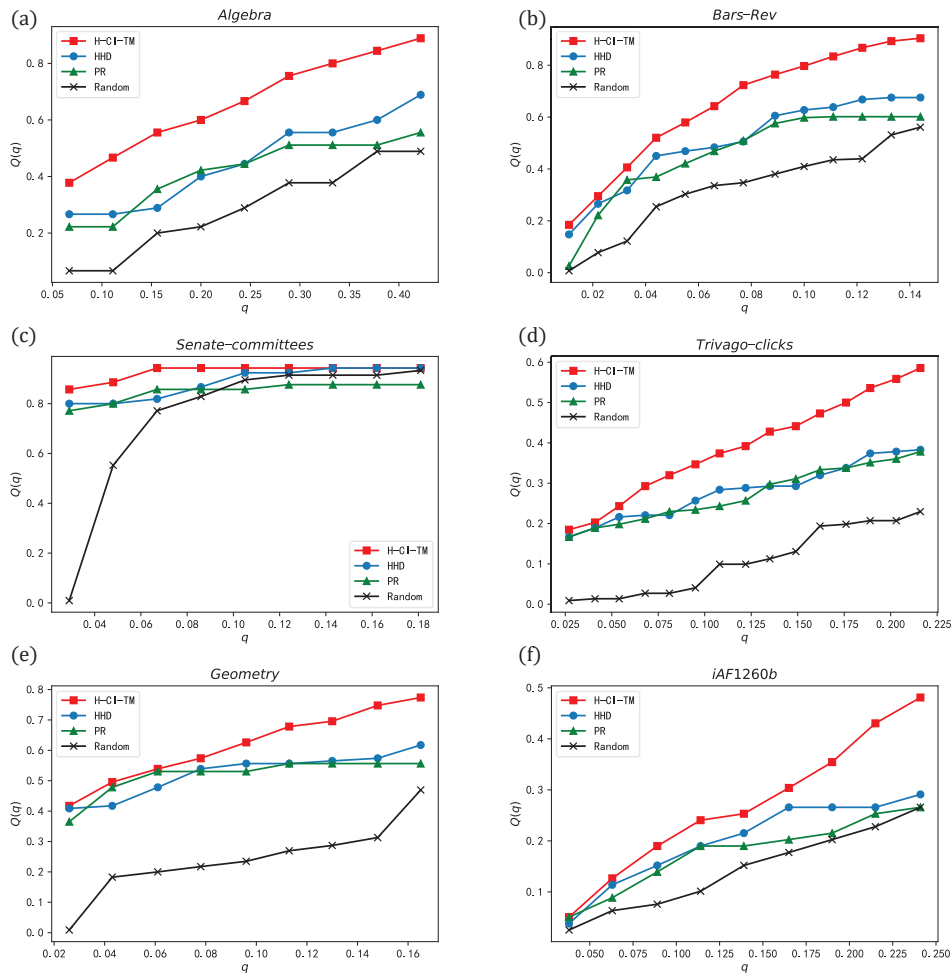 (a)
Algebra
H-CI-TM
HHD
PR
Random
Q(q)
0.8
0.6
0.4
0.2
0.05 0.10 0.15 0.20 0.25 0.30 0.35 0.40
q
(b)
Bars-Rev
H-CI-TM
HHD
PR
Random
Q(q)
0.8
0.6
0.4
0.2
0.0
0.02 0.04 0.06 0.08 0.10 0.12 0.14
q
(c)
Senate-committees
Q(q)
0.8
0.6
0.4
0.2
0.0
H-CI-TM
HHD
PR
Random
0.04 0.06 0.08 0.10 0.12 0.14 0.16 0.18
q
(d)
Trivago-clicks
H-CI-TM
HHD
PR
Random
Q(q)
0.6
0.5
0.4
0.3
0.2
0.1
0.0
0.025 0.050 0.075 0.100 0.125 0.150 0.175 0.200 0.225
q
(e)
Geometry
H-CI-TM
HHD
PR
Random
Q(q)
0.8
0.7
0.6
0.5
0.4
0.3
0.2
0.1
0.0
0.02 0.04 0.06 0.08 0.10 0.12 0.14 0.16
q
(f)
iAF1260b
H-CI-TM
HHD
PR
Random
Q(q)
0.5
0.4
0.3
0.2
0.1
0.050 0.075 0.100 0.125 0.150 0.175 0.200 0.225 0.250
q